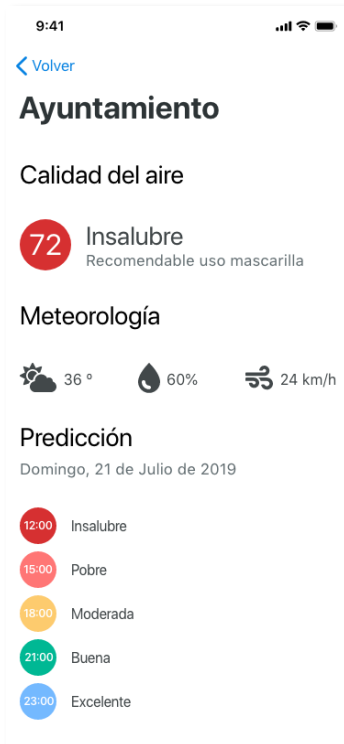 9:41
Volver
Ayuntamiento
Calidad del aire
72
Insalubre
Recomendable uso mascarilla
Meteorología
36 º 60% 24 km/h
Predicción
Domingo, 21 de Julio de 2019
12:00 Insalubre
15:00 Pobre
18:00 Moderada
21:00 Buena
23:00 Excelente